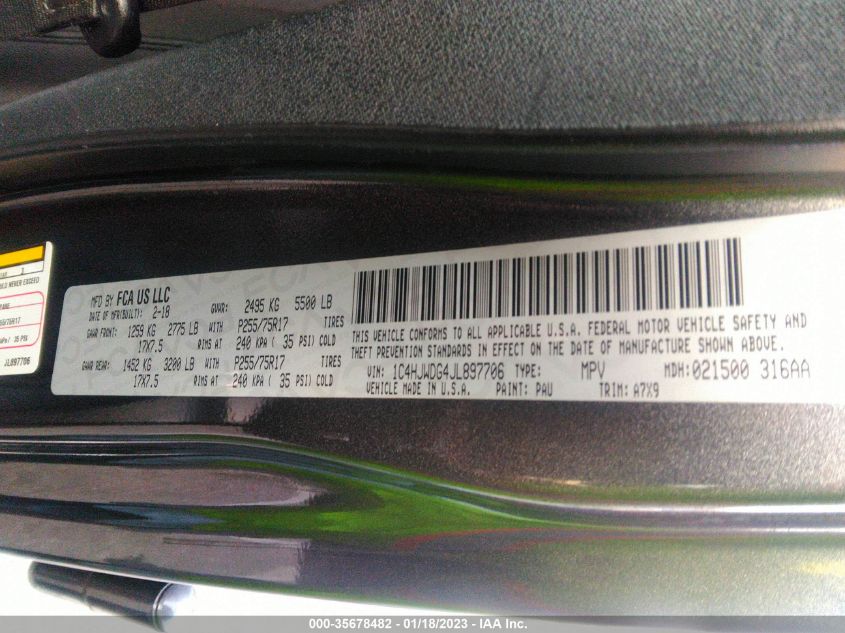 MFD BY FCA US LLC
DATE OF MFR(BUILTY: 2-18 GVWR: 2495 KG 5500 LB
GAWR FRONT: 1259 KG 2775 LB WITH P255/75R17 TIRES
17X7.5 RIMS AT 240 KPA ( 35 PSI) COLD
GAWR REAR: 1452 KG 3200 LB WITH P255/75R17 TIRES
17X7.5 RIMS AT 240 KPA ( 35 PSI) COLD
THIS VEHICLE CONFORMS TO ALL APPLICABLE U.S.A. FEDERAL MOTOR VEHICLE SAFETY AND
THEFT PREVENTION STANDARDS IN EFFECT ON THE DATE OF MANUFACTURE SHOWN ABOVE.
VIN: 1C4HJWDG4JL897706 TYPE: MPV MDH: 021500 316AA
VEHICLE MADE IN U.S.A. PAINT: PAU TRIM: A7X9
NEVER EXCEED
/ 35 PSI
JL897706
000-35678482 - 01/18/2023 - IAA Inc.